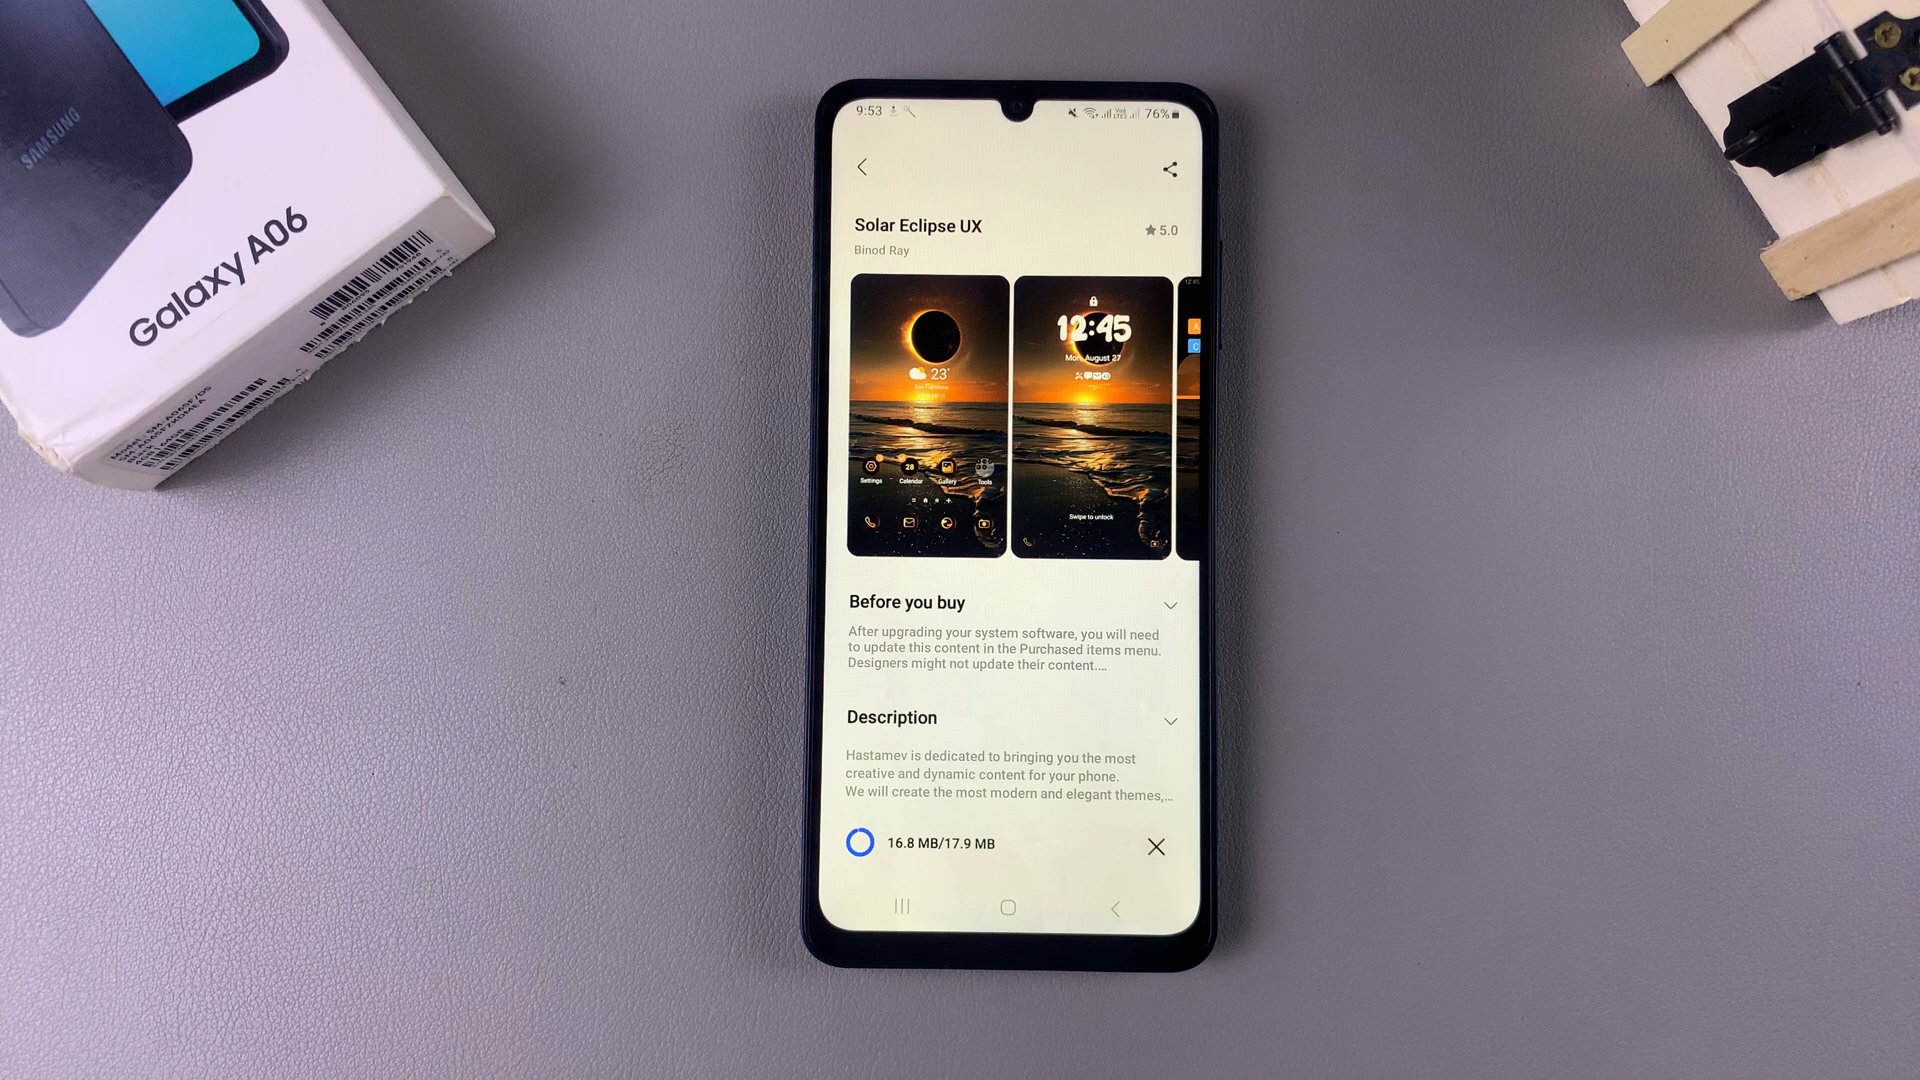 SAMSUNG
Galaxy A06
9:53
76%
Solar Eclipse UX
★ 5.0
Binod Ray
23°
Settings
Calendar
28
Gallery
Tools
12:45
Mon, August 27
Swipe to unlock
12:45
A
C
Before you buy
After upgrading your system software, you will need
to update this content in the Purchased items menu.
Designers might not update their content....
Description
Hastamev is dedicated to bringing you the most
creative and dynamic content for your phone.
We will create the most modern and elegant themes,...
16.8 MB/17.9 MB